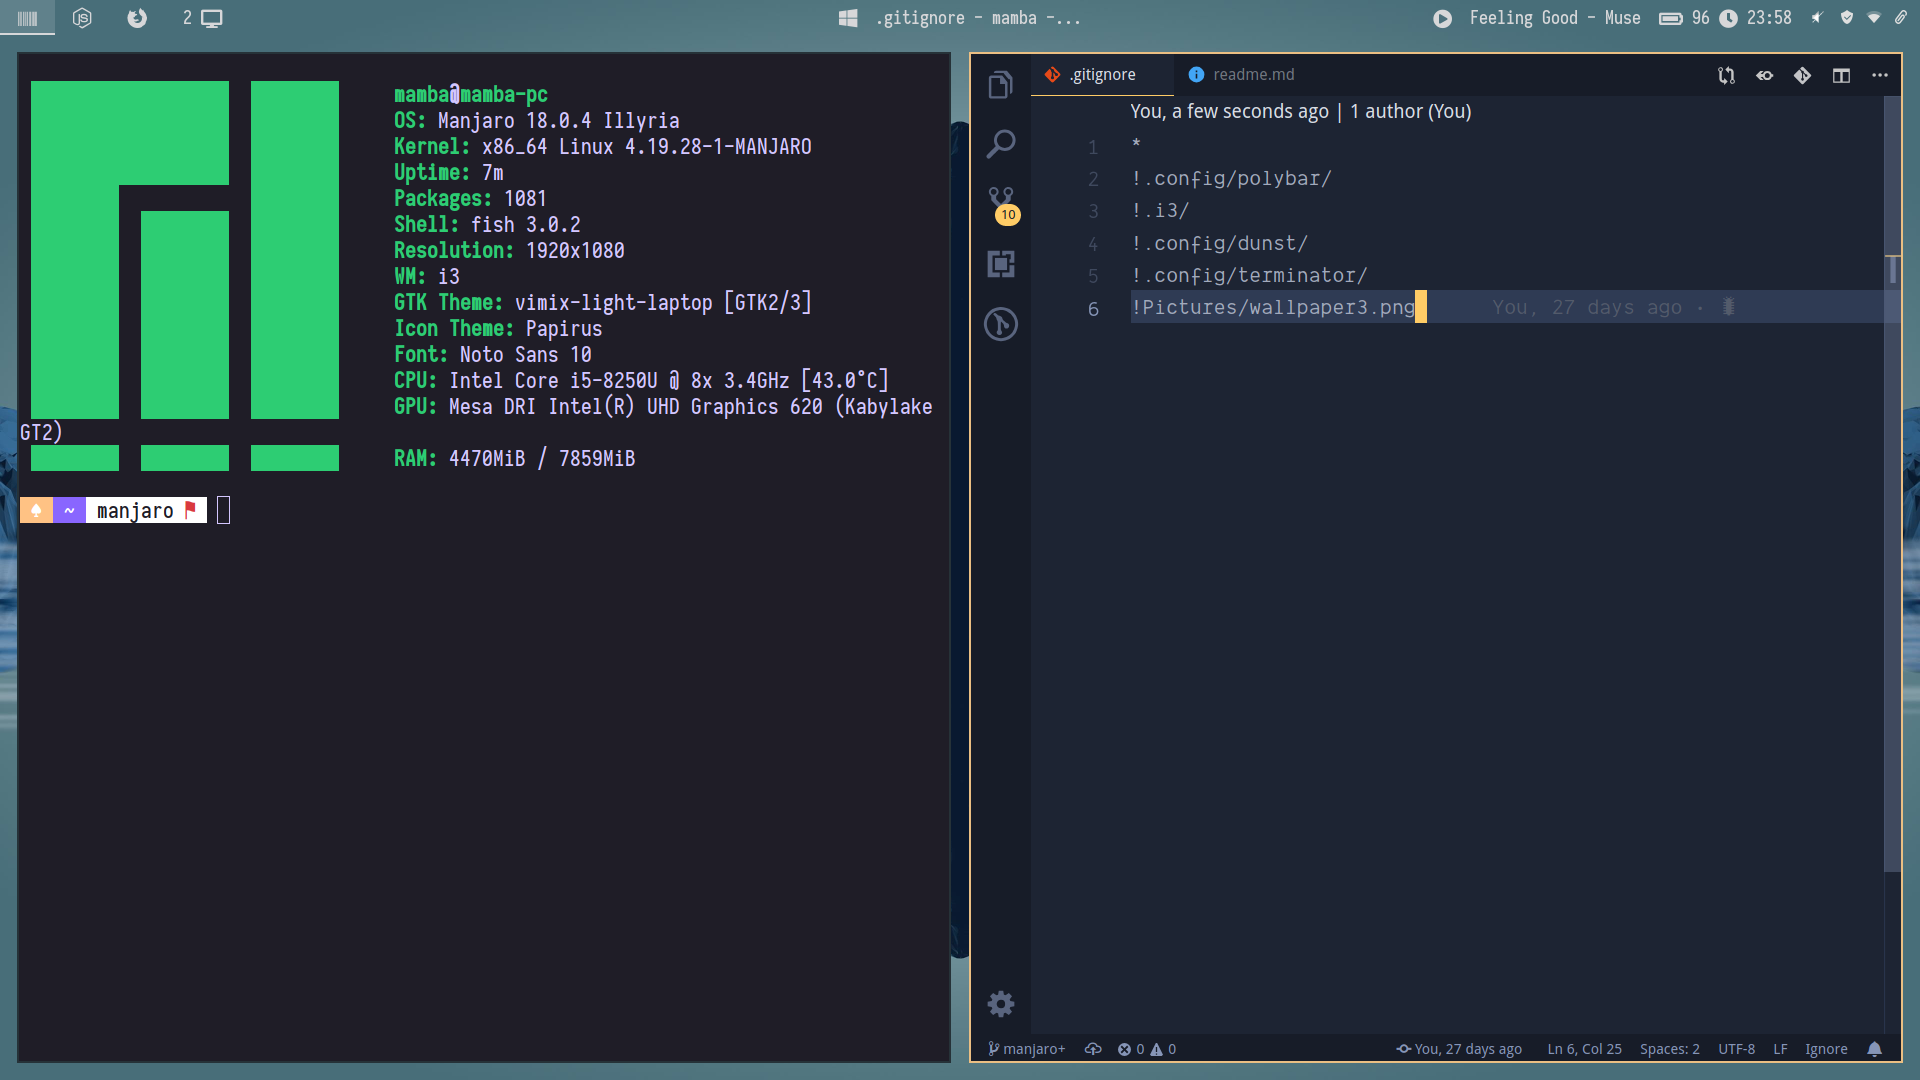 2
.gitignore - mamba -...
Feeling Good - Muse
96
23:58
mamba@mamba-pc
OS: Manjaro 18.0.4 Illyria
Kernel: x86_64 Linux 4.19.28-1-MANJARO
Uptime: 7m
Packages: 1081
Shell: fish 3.0.2
Resolution: 1920x1080
WM: i3
GTK Theme: vimix-light-laptop [GTK2/3]
Icon Theme: Papirus
Font: Noto Sans 10
CPU: Intel Core i5-8250U @ 8x 3.4GHz [43.0°C]
GPU: Mesa DRI Intel(R) UHD Graphics 620 (Kabylake
GT2)
RAM: 4470MiB / 7859MiB
~ manjaro
.gitignore
readme.md
You, a few seconds ago | 1 author (You)
1 *
2 !.config/polybar/
3 !.i3/
4 !.config/dunst/
5 !.config/terminator/
6 !Pictures/wallpaper3.png You, 27 days ago ·
10
manjaro+ 0 0 You, 27 days ago Ln 6, Col 25 Spaces: 2 UTF-8 LF Ignore